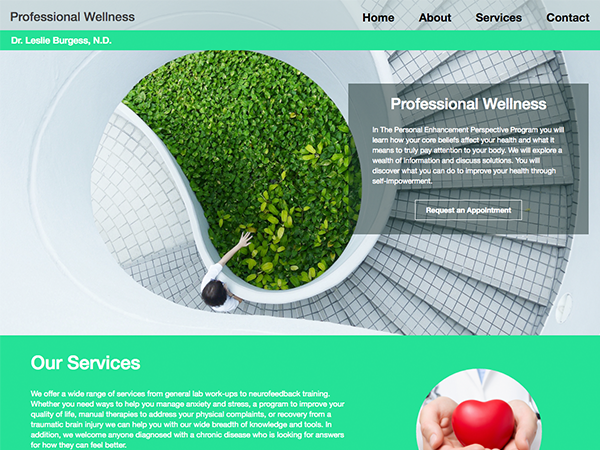 Professional Wellness
Home About Services Contact
Dr. Leslie Burgess, N.D.
Professional Wellness
In The Personal Enhancement Perspective Program you will
learn how your core beliefs affect your health and what it
means to truly pay attention to your body. We will explore a
wealth of information and discuss solutions. You will
discover what you can do to improve your health through
self-impowerment.
Request an Appointment
Our Services
We offer a wide range of services from general lab work-ups to neurofeedback training.
Whether you need ways to help you manage anxiety and stress, a program to improve your
quality of life, manual therapies to address your physical complaints, or recovery from a
traumatic brain injury we can help you with our wide breadth of knowledge and tools. In
addition, we welcome anyone diagnosed with a chronic disease who is looking for answers
for how they can feel better.